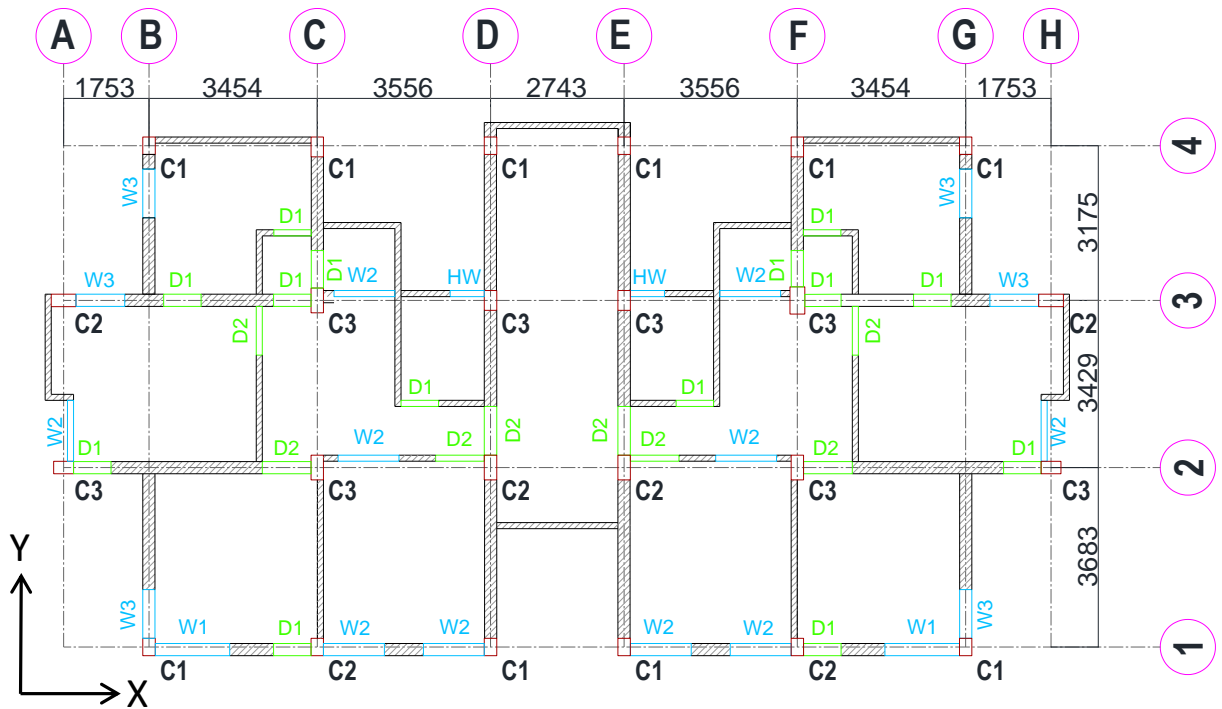 A B C D E F G H
1753 3454 3556 2743 3556 3454 1753
4
C1 C1 C1 C1 C1 C1
W3 W3
3175
D1 D1
W3 D1 D1 D1 W2 HW HW W2 D1 D1 D1 W3
3
C2 C3 C3 C3 C3 C2
D2 D2
3429
D1 D1
W2 D1 D2 W2 D2 D2 D2 D2 W2 D2 D1 W2
2
C3 C3 C2 C2 C3 C3
3683
Y
W3 W1 D1 W2 W2 W2 W2 D1 W1 W3
1
C1 C2 C1 C1 C2 C1
X